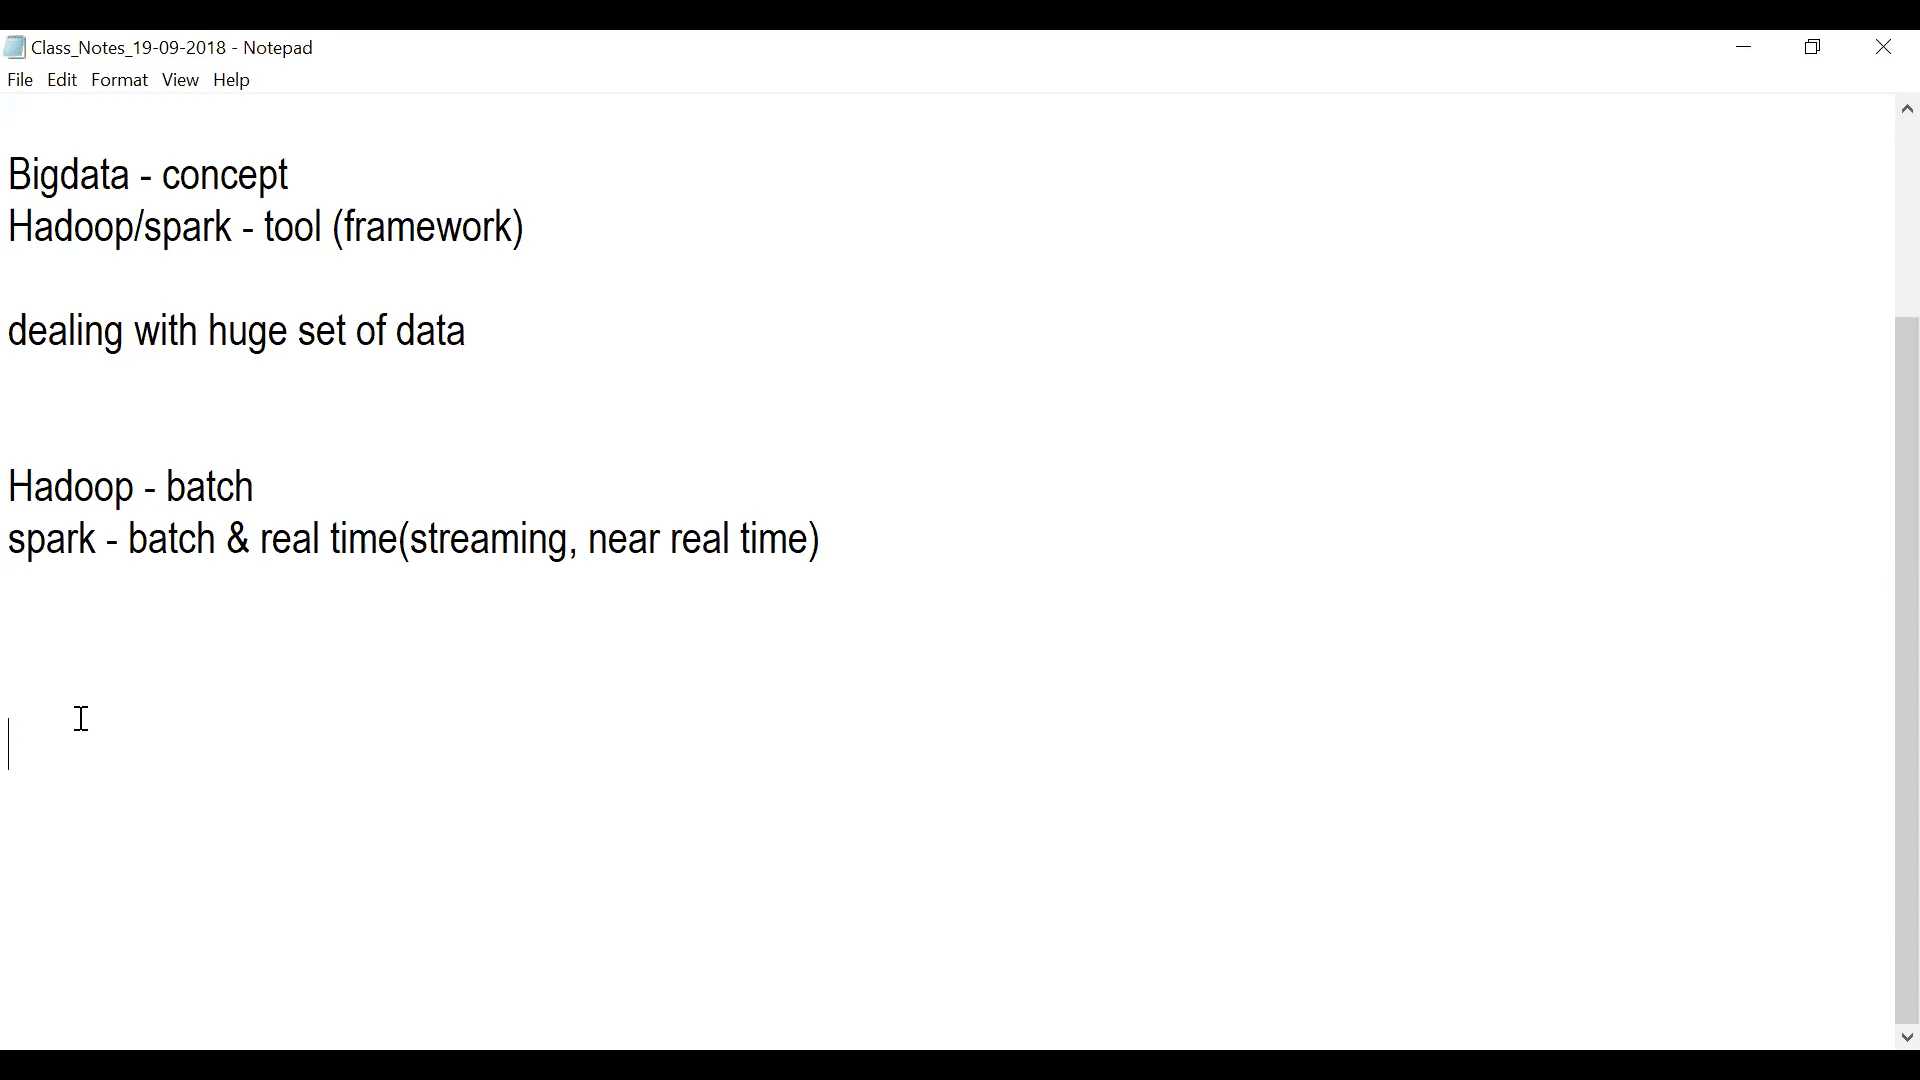 Class_Notes_19-09-2018 - Notepad
File Edit Format View Help
Bigdata - concept
Hadoop/spark - tool (framework)
dealing with huge set of data
Hadoop - batch
spark - batch & real time(streaming, near real time)